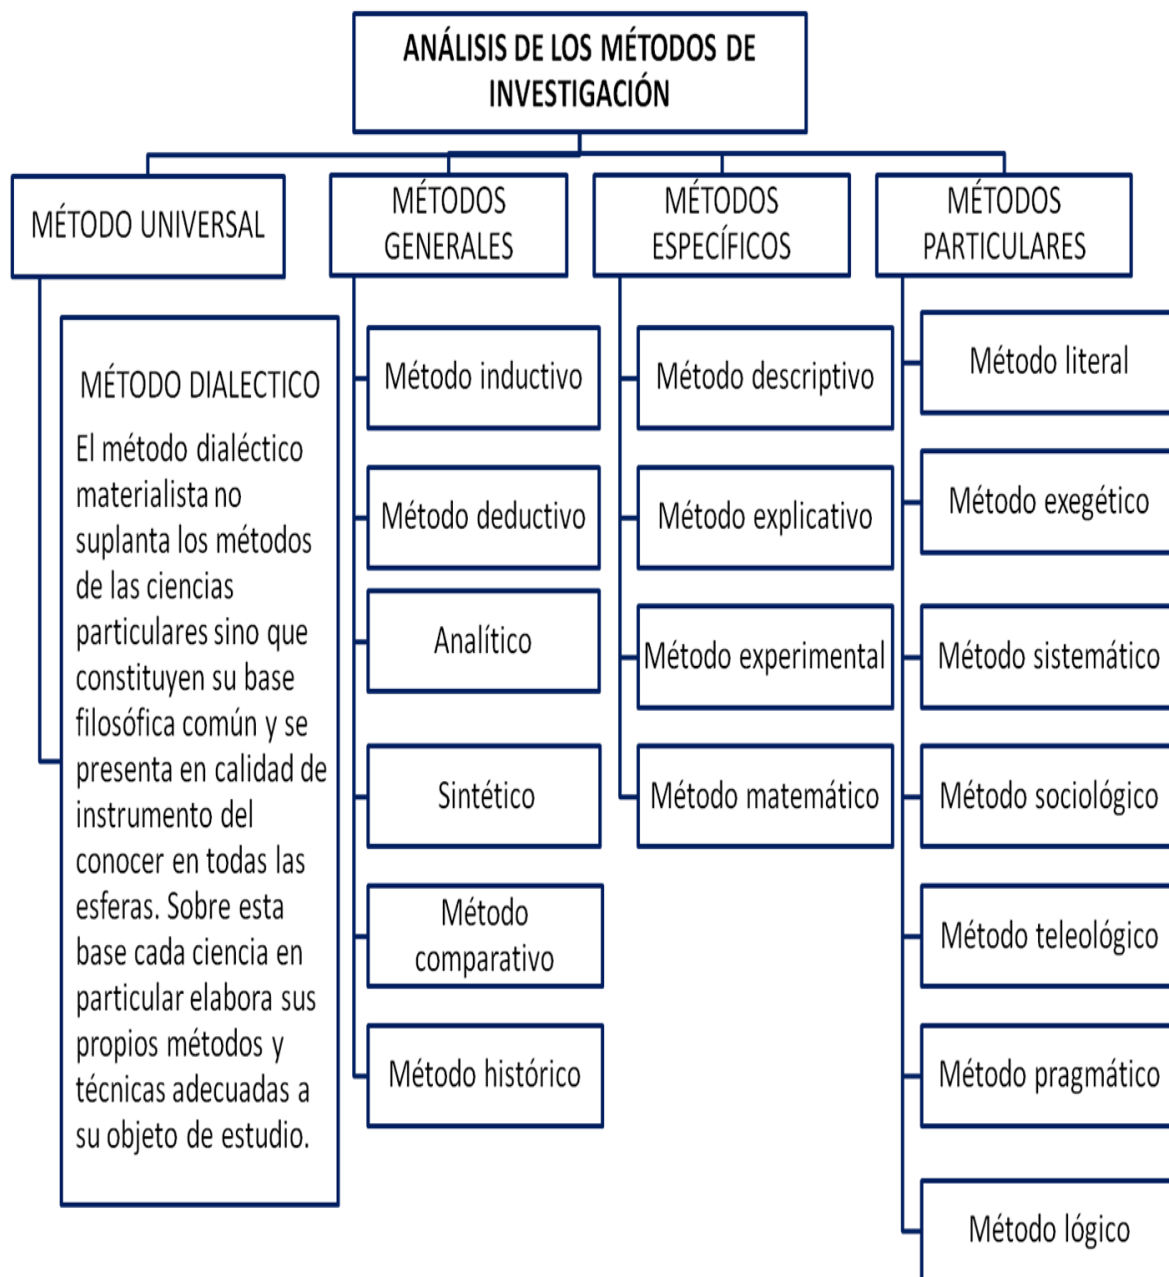 ANÁLISIS DE LOS MÉTODOS DE
INVESTIGACIÓN
MÉTODO UNIVERSAL
MÉTODO DIALECTICO
El método dialéctico
materialista no
suplanta los métodos
de las ciencias
particulares sino que
constituyen su base
filosófica común y se
presenta en calidad de
instrumento del
conocer en todas las
esferas. Sobre esta
base cada ciencia en
particular elabora sus
propios métodos y
técnicas adecuadas a
su objeto de estudio.
MÉTODOS
GENERALES
Método inductivo
Método deductivo
Analítico
Sintético
Método
comparativo
Método histórico
MÉTODOS
ESPECÍFICOS
Método descriptivo
Método explicativo
Método experimental
Método matemático
MÉTODOS
PARTICULARES
Método literal
Método exegético
Método sistemático
Método sociológico
Método teleológico
Método pragmático
Método lógico